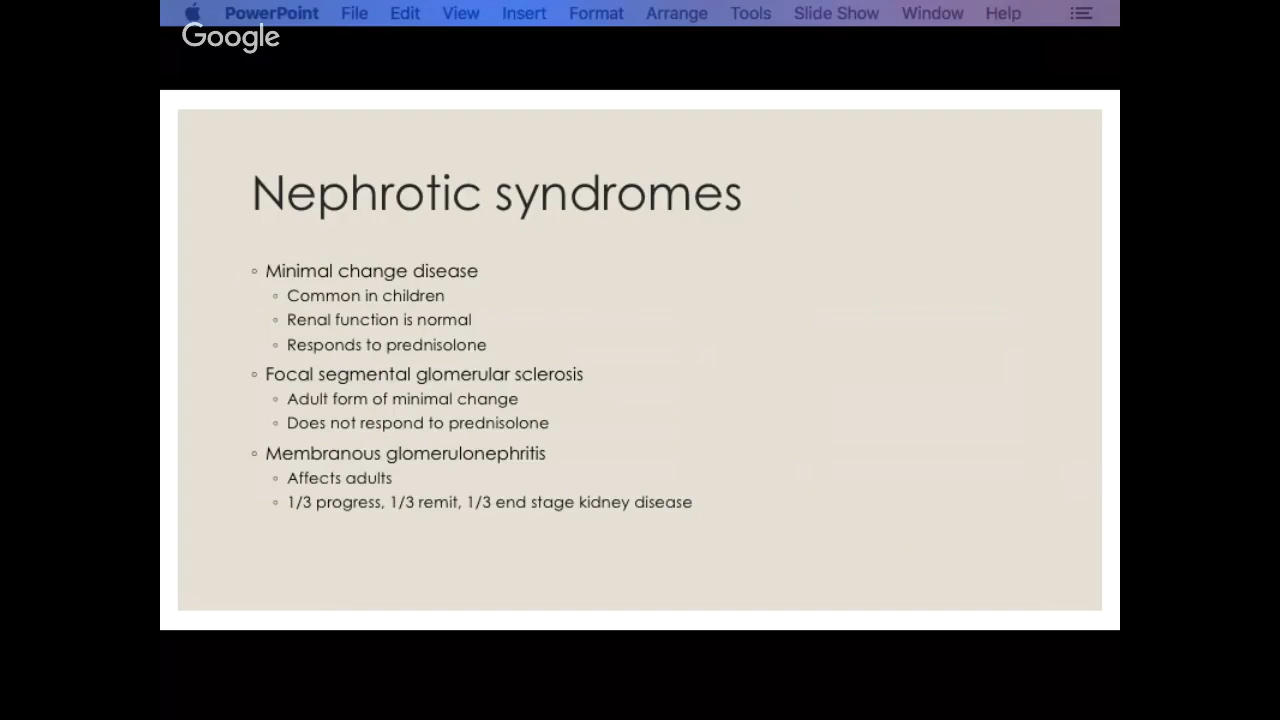 PowerPoint File Edit View Insert Format Arrange Tools Slide Show Window Help
Google
Nephrotic syndromes
◦ Minimal change disease
◦ Common in children
◦ Renal function is normal
◦ Responds to prednisolone
◦ Focal segmental glomerular sclerosis
◦ Adult form of minimal change
◦ Does not respond to prednisolone
◦ Membranous glomerulonephritis
◦ Affects adults
◦ 1/3 progress, 1/3 remit, 1/3 end stage kidney disease